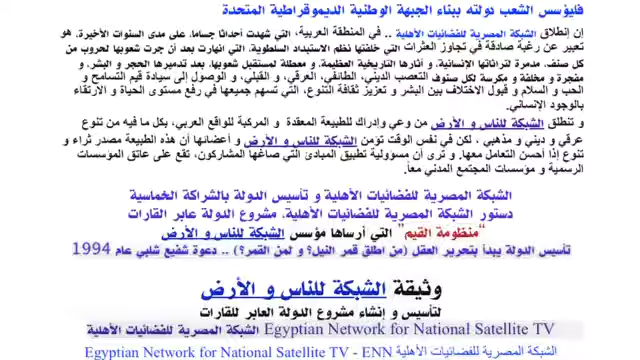 فليؤسس الشعب دولته ببناء الجبهة الوطنية الديموقراطية المتحدة
إن إنطلاق الشبكة المصرية للفضائيات الأهلية .. في المنطقة العربية، التي شهدت أحداثا جساما، على مدى السنوات الأخيرة. هو
تعبير عن رغبة صادقة في تجاوز العثرات التي خلفتها نظم الاستبداد السلطوية، التي انهارت بعد أن جرت شعوبها لحروب من
كل صنف، مدمرة لتراثاتها الإنسانية. و آثارها التاريخية العظيمة. و معطلة لمستقبل شعوبها. بعد تدميرها الحجر و البشر. و
مفجرة و مخلفة و مكرسة لكل صنوف التعصب الديني، الطائفي، العرقي، و القبلي، و الوصول إلى سيادة قيم التسامح و
الحب و السلام و قبول الاختلاف بين البشر و تعزيز ثقافة التنوع، التي تسهم جميعها في رفع مستوى الحياة و الارتقاء
بالوجود الإنساني.
و تنطلق الشبكة للناس و الأرض من وعي وإدراك للطبيعة المعقدة و المركبة للواقع العربي، بكل ما فيه من تنوع
عرقي و ديني و مذهبي ، لكن في نفس الوقت تؤمن الشبكة للناس و الأرض و أعضائها أن هذه الطبيعة مصدر ثراء و
تنوع إذا أحسن التعامل معها. و ترى أن مسؤولية تطبيق المبادئ التي صاغها المشاركون، تقع على عاتق المؤسسات
الرسمية و مؤسسات المجتمع المدني معاً.
الشبكة المصرية للفضائيات الأهلية و تأسيس الدولة بالشراكة الخماسية
دستور الشبكة المصرية للفضائيات الأهلية. مشروع الدولة عابر القارات
“منظومة القيم” التي أرساها مؤسس الشبكة للناس و الأرض
تأسيس الدولة يبدأ بتحرير العقل (من اطلق قمر النيل؟ و لمن القمر؟) .. دعوة شفيع شلبي عام 1994
وثيقة الشبكة للناس و الأرض
لتأسيس و إنشاء مشروع الدولة العابر للقارات
الشبكة المصرية للفضائيات الأهلية Egyptian Network for National Satellite TV
Egyptian Network for National Satellite TV - ENN الشبكة المصرية للفضائيات الأهلية